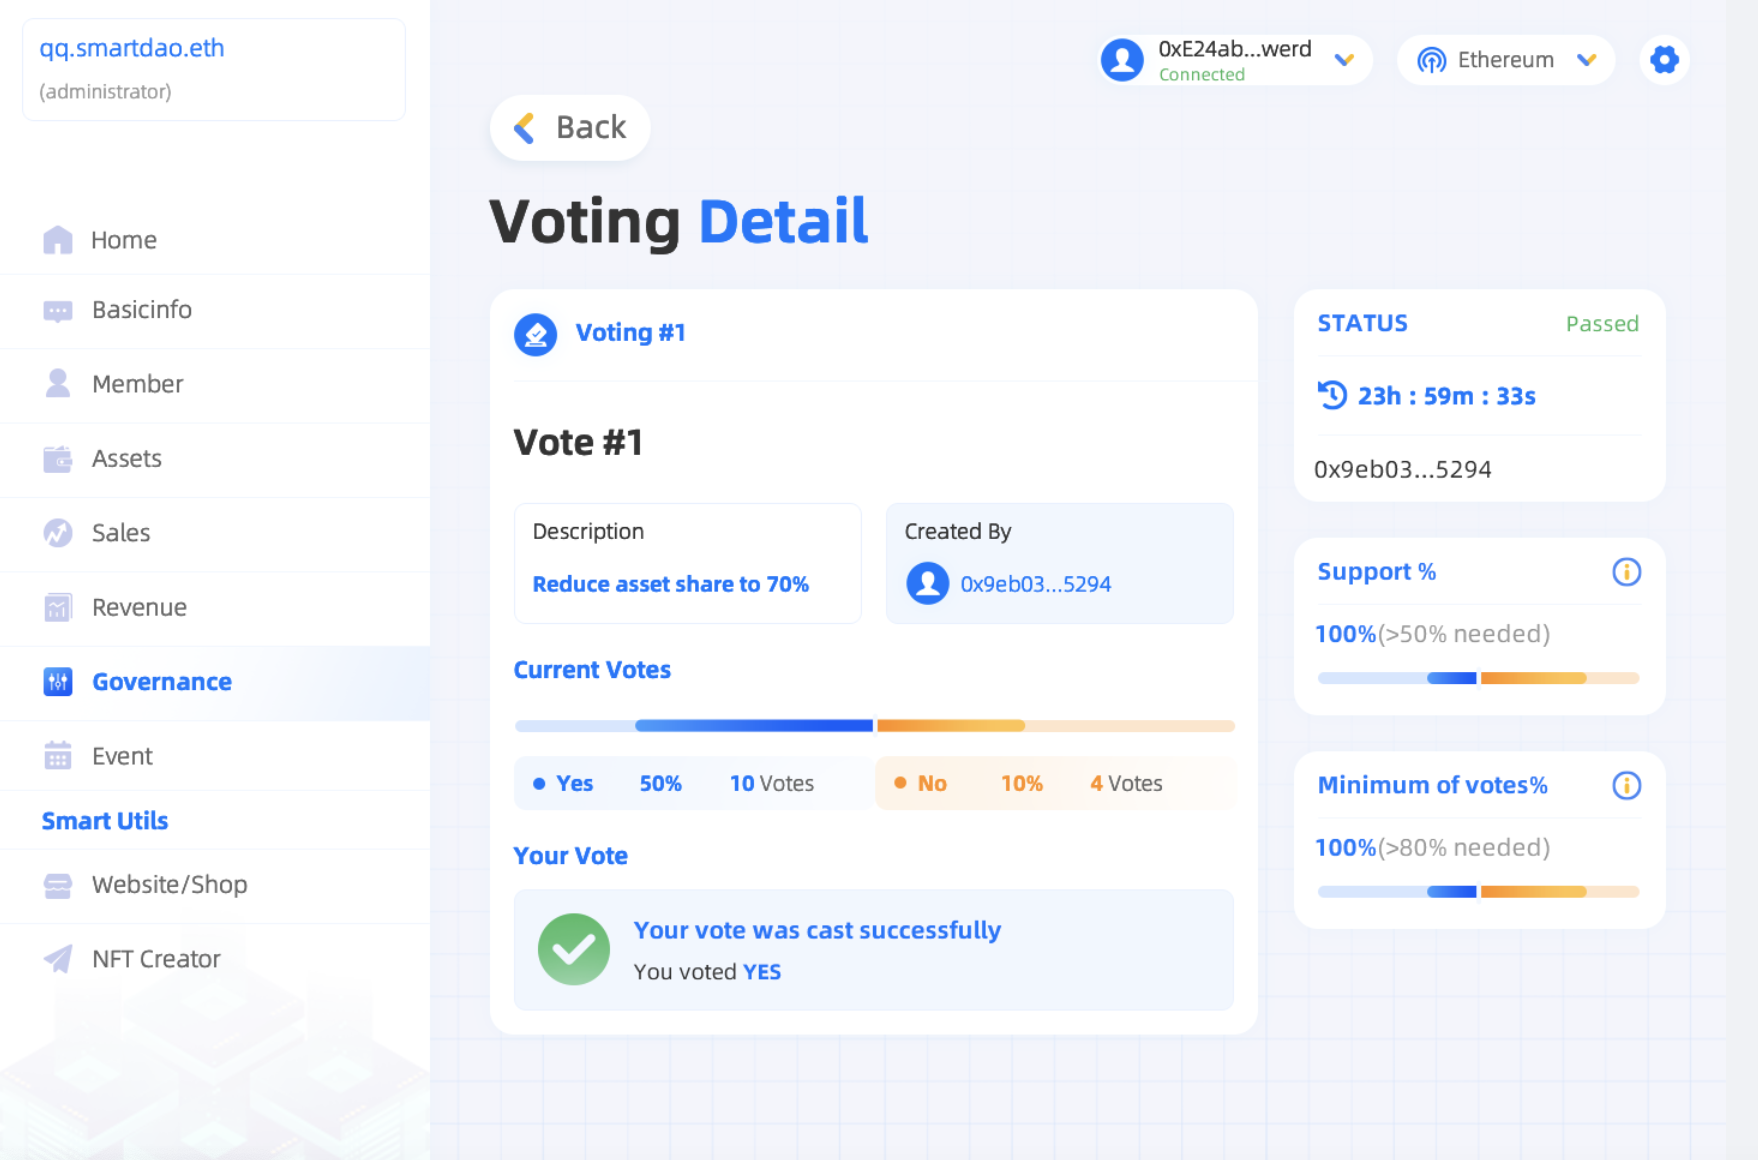 qq.smartdao.eth
(administrator)
Home
Basicinfo
Member
Assets
Sales
Revenue
Governance
Event
Smart Utils
Website/Shop
NFT Creator
0xE24ab...werd
Connected
Ethereum
Back
Voting Detail
Voting #1
Vote #1
Description
Reduce asset share to 70%
Created By
0x9eb03...5294
Current Votes
Yes 50% 10 Votes
No 10% 4 Votes
Your Vote
Your vote was cast successfully
You voted YES
STATUS Passed
23h : 59m : 33s
0x9eb03...5294
Support %
100%(>50% needed)
Minimum of votes%
100%(>80% needed)